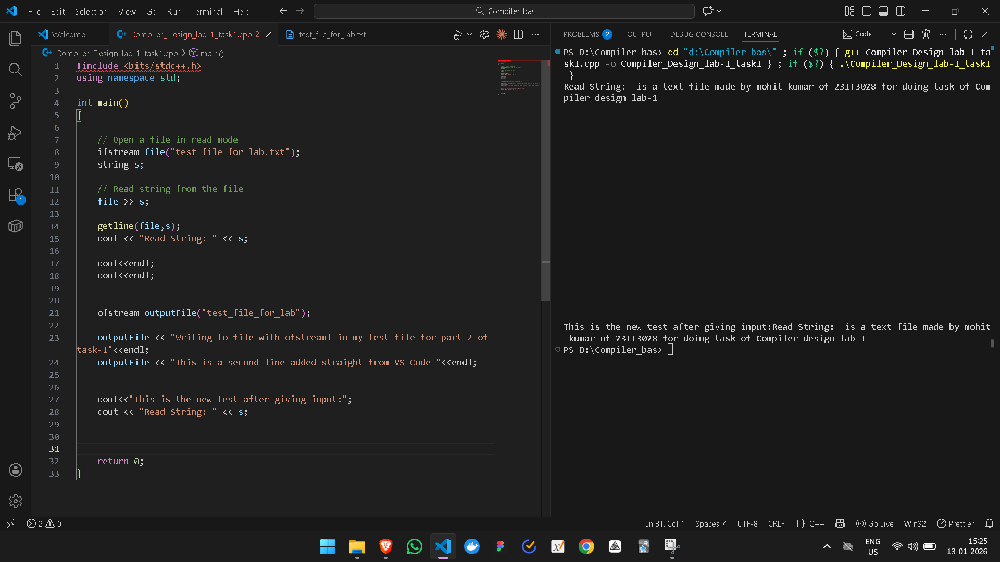 File Edit Selection View Go Run Terminal Help
Compiler_bas
Welcome
Compiler_Design_lab-1_task1.cpp 2
test_file_for_lab.txt
Compiler_Design_lab-1_task1.cpp > main()
1 #include <bits/stdc++.h>
2 using namespace std;
3
4 int main()
5 {
6
7 // Open a file in read mode
8 ifstream file("test_file_for_lab.txt");
9 string s;
10
11 // Read string from the file
12 file >> s;
13
14 getline(file,s);
15 cout << "Read String: " << s;
16
17 cout<<endl;
18 cout<<endl;
19
20
21 ofstream outputFile("test_file_for_lab");
22
23 outputFile << "Writing to file with ofstream! in my test file for part 2 of
task-1"<<endl;
24 outputFile << "This is a second line added straight from VS Code "<<endl;
25
26
27 cout<<"This is the new test after giving input:";
28 cout << "Read String: " << s;
29
30
31
32 return 0;
33 }
PROBLEMS 2 OUTPUT DEBUG CONSOLE TERMINAL
Code
PS D:\Compiler_bas> cd "d:\Compiler_bas\" ; if ($?) { g++ Compiler_Design_lab-1_ta
sk1.cpp -o Compiler_Design_lab-1_task1 } ; if ($?) { .\Compiler_Design_lab-1_task1
}
Read String:  is a text file made by mohit kumar of 23IT3028 for doing task of Com
piler design lab-1
This is the new test after giving input:Read String:  is a text file made by mohit
kumar of 23IT3028 for doing task of Compiler design lab-1
PS D:\Compiler_bas>
1
2 0
Ln 31, Col 1 Spaces: 4 UTF-8 CRLF {} C++ Go Live Win32 Prettier
ENG
US
15:25
13-01-2026